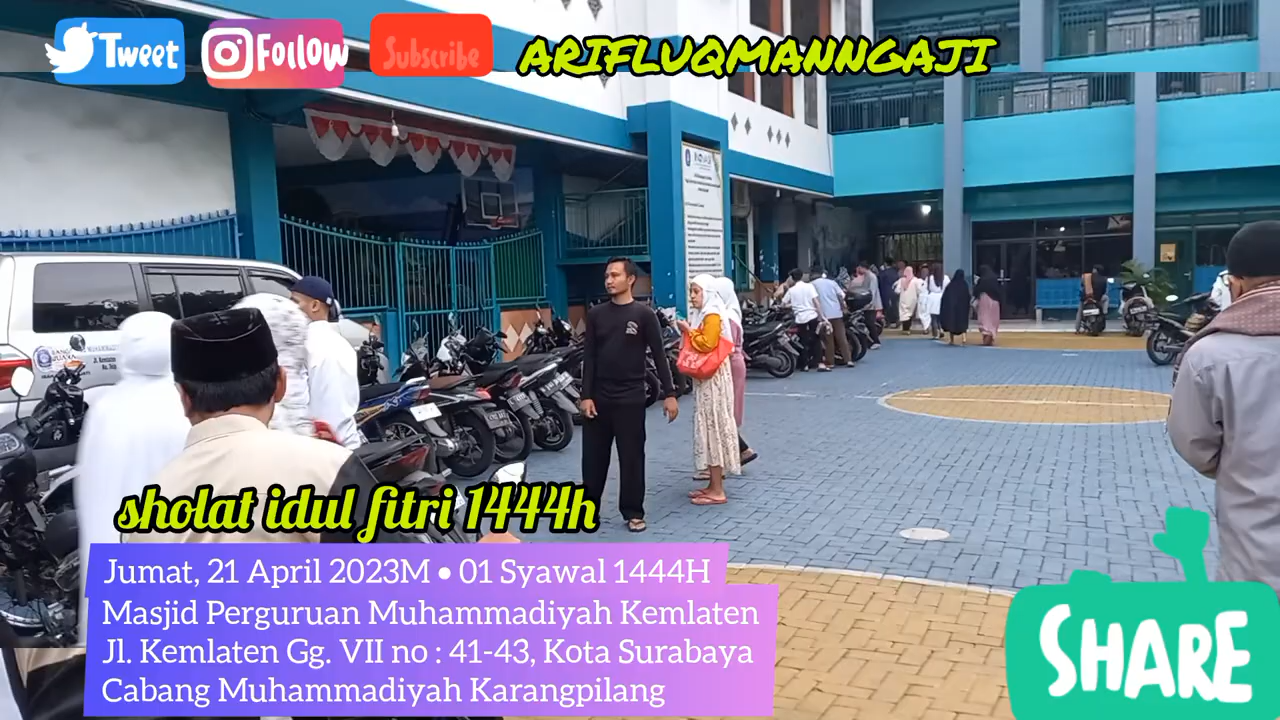 Tweet
Follow
Subscribe
ARIFLUQMANNGAJI
sholat idul fitri 1444h
Jumat, 21 April 2023M • 01 Syawal 1444H
Masjid Perguruan Muhammadiyah Kemlaten
Jl. Kemlaten Gg. VII no : 41-43, Kota Surabaya
Cabang Muhammadiyah Karangpilang
SHARE